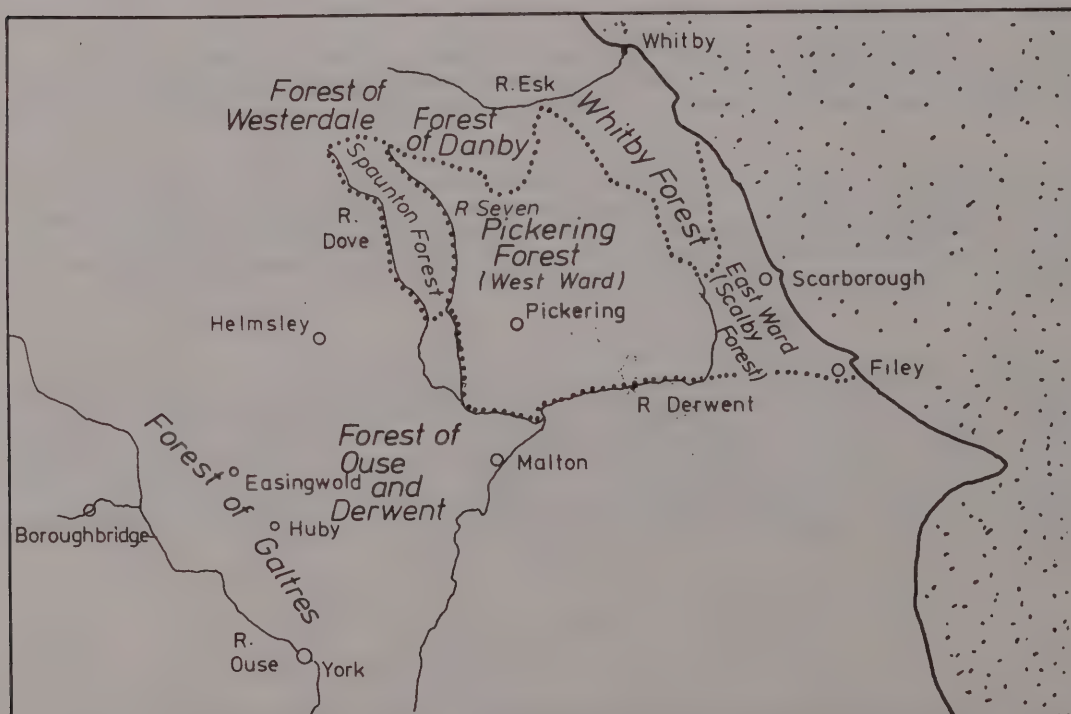 Whitby
R. Esk
Forest of
Westerdale
Forest
of Danby
Whitby Forest
Spaunton Forest
R.
Dove
R Seven
Pickering
Forest
(West Ward)
Pickering
East Ward
(Scalby
Forest)
Scarborough
Helmsley
Filey
R Derwent
Forest of
Ouse
and
Derwent
Malton
Forest of
Galtres
Easingwold
Huby
Boroughbridge
R.
Ouse
York